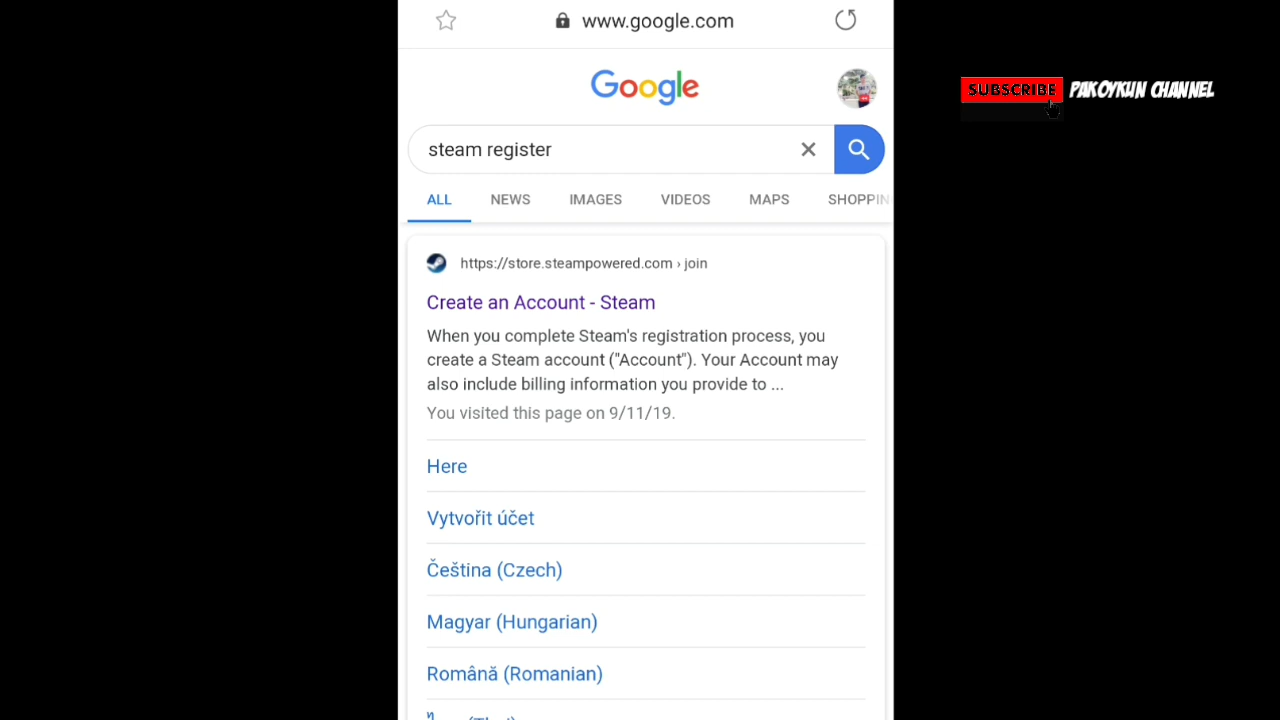 www.google.com
Google
SUBSCRIBE PAKOYKUN CHANNEL
steam register
ALL NEWS IMAGES VIDEOS MAPS SHOPPIN
https://store.steampowered.com › join
Create an Account - Steam
When you complete Steam's registration process, you
create a Steam account ("Account"). Your Account may
also include billing information you provide to ...
You visited this page on 9/11/19.
Here
Vytvořit účet
Čeština (Czech)
Magyar (Hungarian)
Română (Romanian)